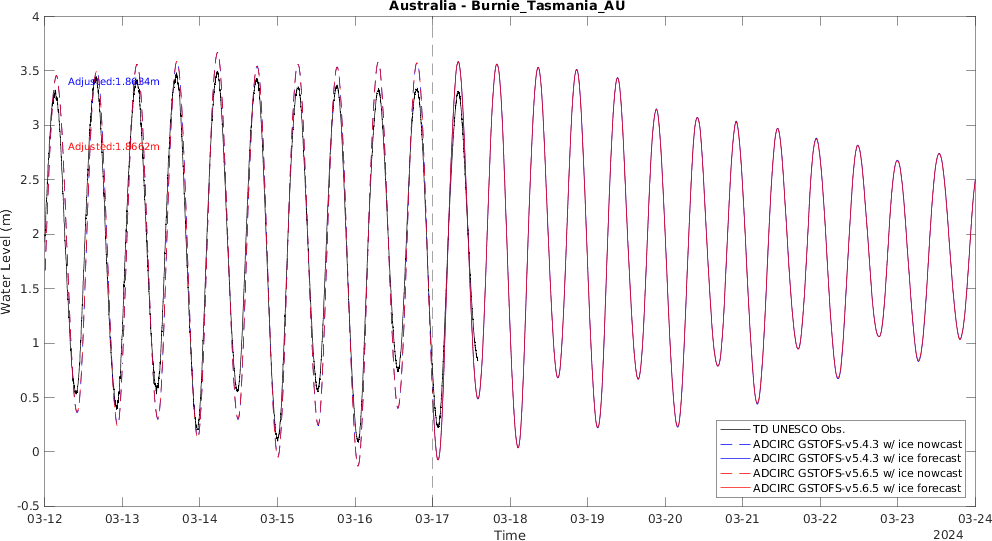 Australia - Burnie_Tasmania_AU
4
3.5
3
2.5
2
1.5
1
0.5
0
-0.5
Water Level (m)
Adjusted:1.8634m
Adjusted:1.8662m
TD UNESCO Obs.
ADCIRC GSTOFS-v5.4.3 w/ ice nowcast
ADCIRC GSTOFS-v5.4.3 w/ ice forecast
ADCIRC GSTOFS-v5.6.5 w/ ice nowcast
ADCIRC GSTOFS-v5.6.5 w/ ice forecast
03-12 03-13 03-14 03-15 03-16 03-17 03-18 03-19 03-20 03-21 03-22 03-23 03-24
Time
2024